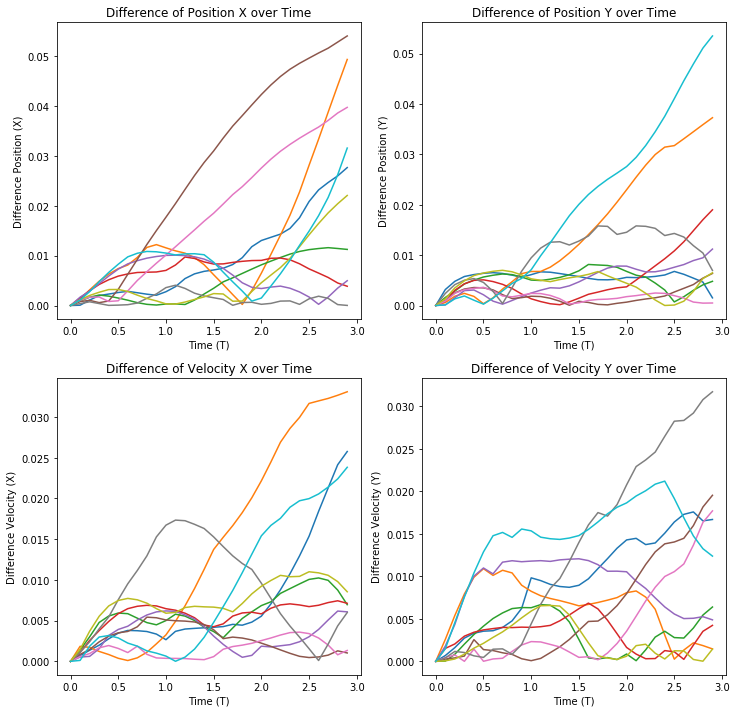 Difference of Position X over Time
Difference Position (X)
0.05
0.04
0.03
0.02
0.01
0.00
0.0 0.5 1.0 1.5 2.0 2.5 3.0
Time (T)
Difference of Position Y over Time
Difference Position (Y)
0.05
0.04
0.03
0.02
0.01
0.00
0.0 0.5 1.0 1.5 2.0 2.5 3.0
Time (T)
Difference of Velocity X over Time
Difference Velocity (X)
0.030
0.025
0.020
0.015
0.010
0.005
0.000
0.0 0.5 1.0 1.5 2.0 2.5 3.0
Time (T)
Difference of Velocity Y over Time
Difference Velocity (Y)
0.030
0.025
0.020
0.015
0.010
0.005
0.000
0.0 0.5 1.0 1.5 2.0 2.5 3.0
Time (T)